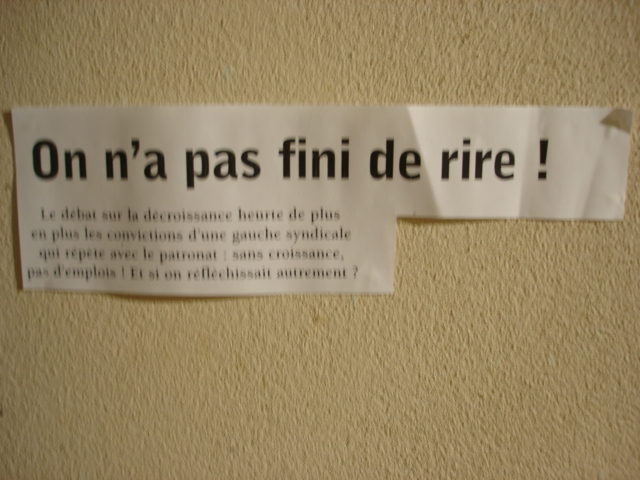 On n'a pas fini de rire !
Le débat sur la décroissance heurte de plus
en plus les convictions d'une gauche syndicale
qui répète avec le patronat : sans croissance,
pas d'emplois ! Et si on réfléchissait autrement ?